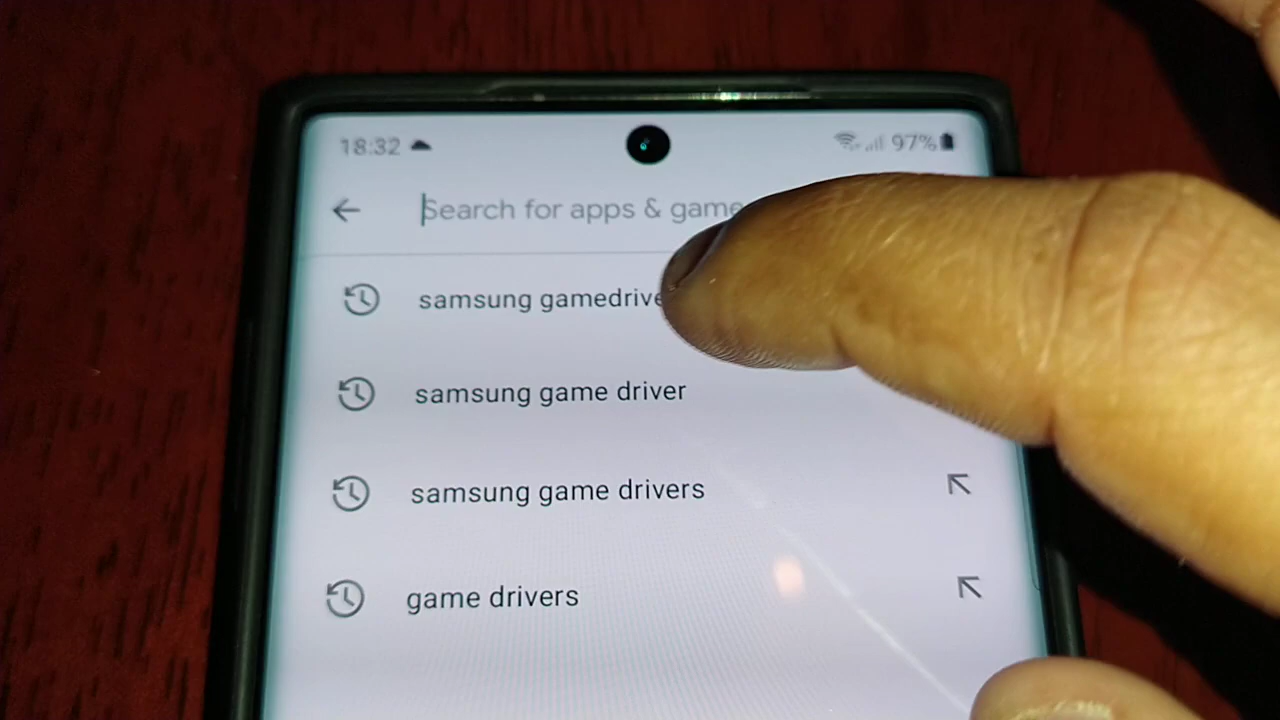 18:32 97%
Search for apps & game
samsung gamedrive
samsung game driver
samsung game drivers
game drivers